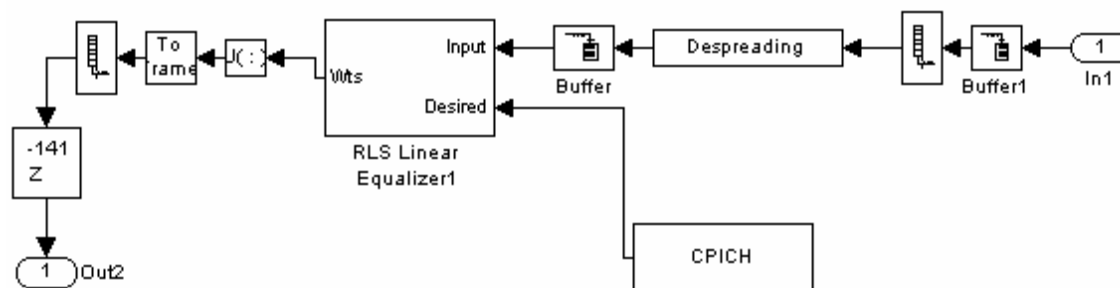 1
In1
Buffer1
Despreading
Buffer
Input
Wts
Desired
RLS Linear
Equalizer1
U( : )
To
rame
-141
Z
1
Out2
CPICH